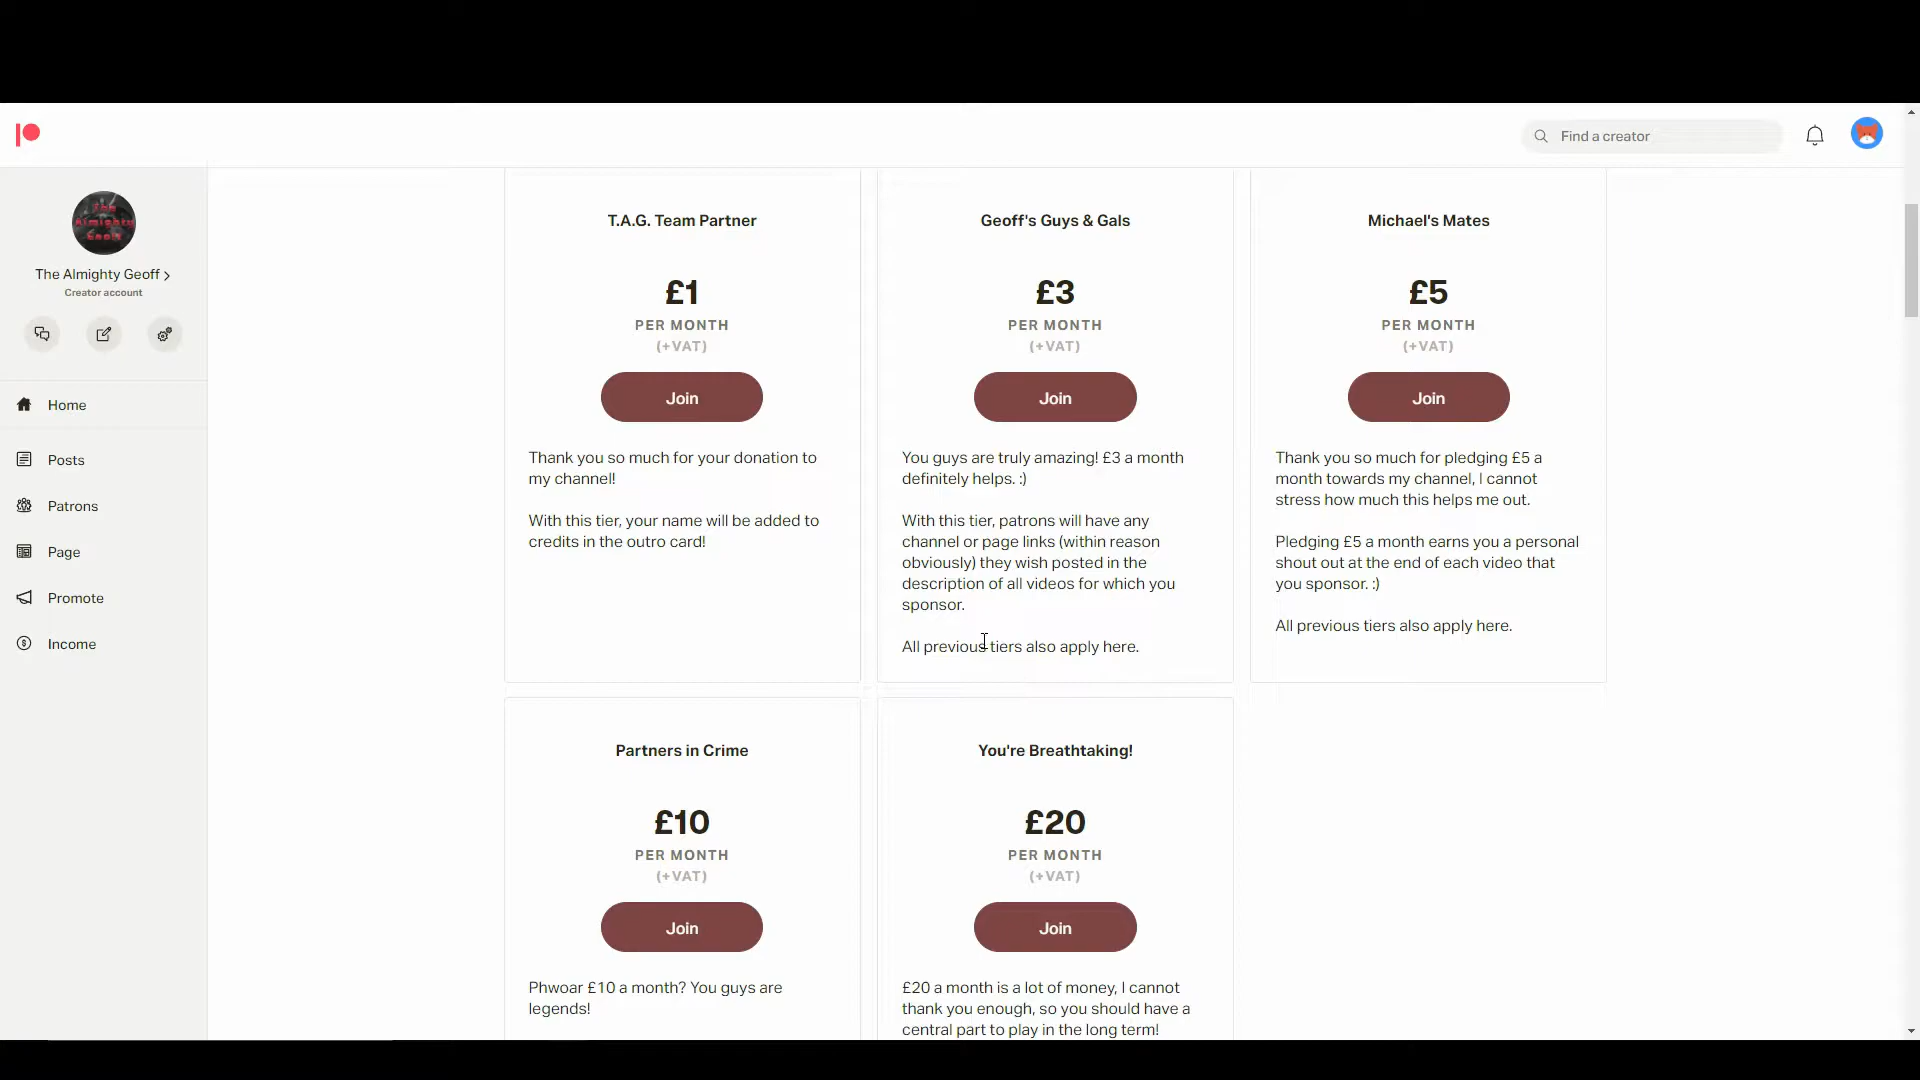 Find a creator
The
Almighty
Geoff
The Almighty Geoff
Creator account
Home
Posts
Patrons
Page
Promote
Income
T.A.G. Team Partner
£1
PER MONTH
(+VAT)
Join
Thank you so much for your donation to
my channel!
With this tier, your name will be added to
credits in the outro card!
Geoff's Guys & Gals
£3
PER MONTH
(+VAT)
Join
You guys are truly amazing! £3 a month
definitely helps. :)
With this tier, patrons will have any
channel or page links (within reason
obviously) they wish posted in the
description of all videos for which you
sponsor.
All previous tiers also apply here.
Michael's Mates
£5
PER MONTH
(+VAT)
Join
Thank you so much for pledging £5 a
month towards my channel, I cannot
stress how much this helps me out.
Pledging £5 a month earns you a personal
shout out at the end of each video that
you sponsor. :)
All previous tiers also apply here.
Partners in Crime
£10
PER MONTH
(+VAT)
Join
Phwoar £10 a month? You guys are
legends!
You're Breathtaking!
£20
PER MONTH
(+VAT)
Join
£20 a month is a lot of money, I cannot
thank you enough, so you should have a
central part to play in the long term!